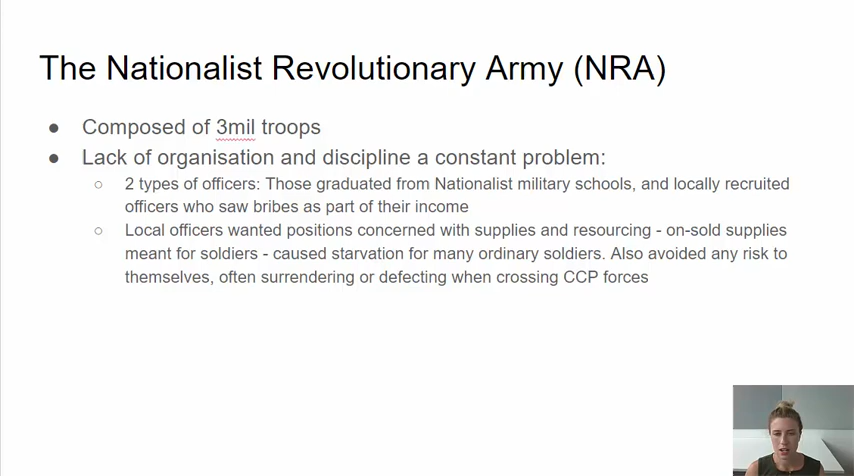 The Nationalist Revolutionary Army (NRA)
● Composed of 3mil troops
● Lack of organisation and discipline a constant problem:
○ 2 types of officers: Those graduated from Nationalist military schools, and locally recruited
officers who saw bribes as part of their income
○ Local officers wanted positions concerned with supplies and resourcing - on-sold supplies
meant for soldiers - caused starvation for many ordinary soldiers. Also avoided any risk to
themselves, often surrendering or defecting when crossing CCP forces